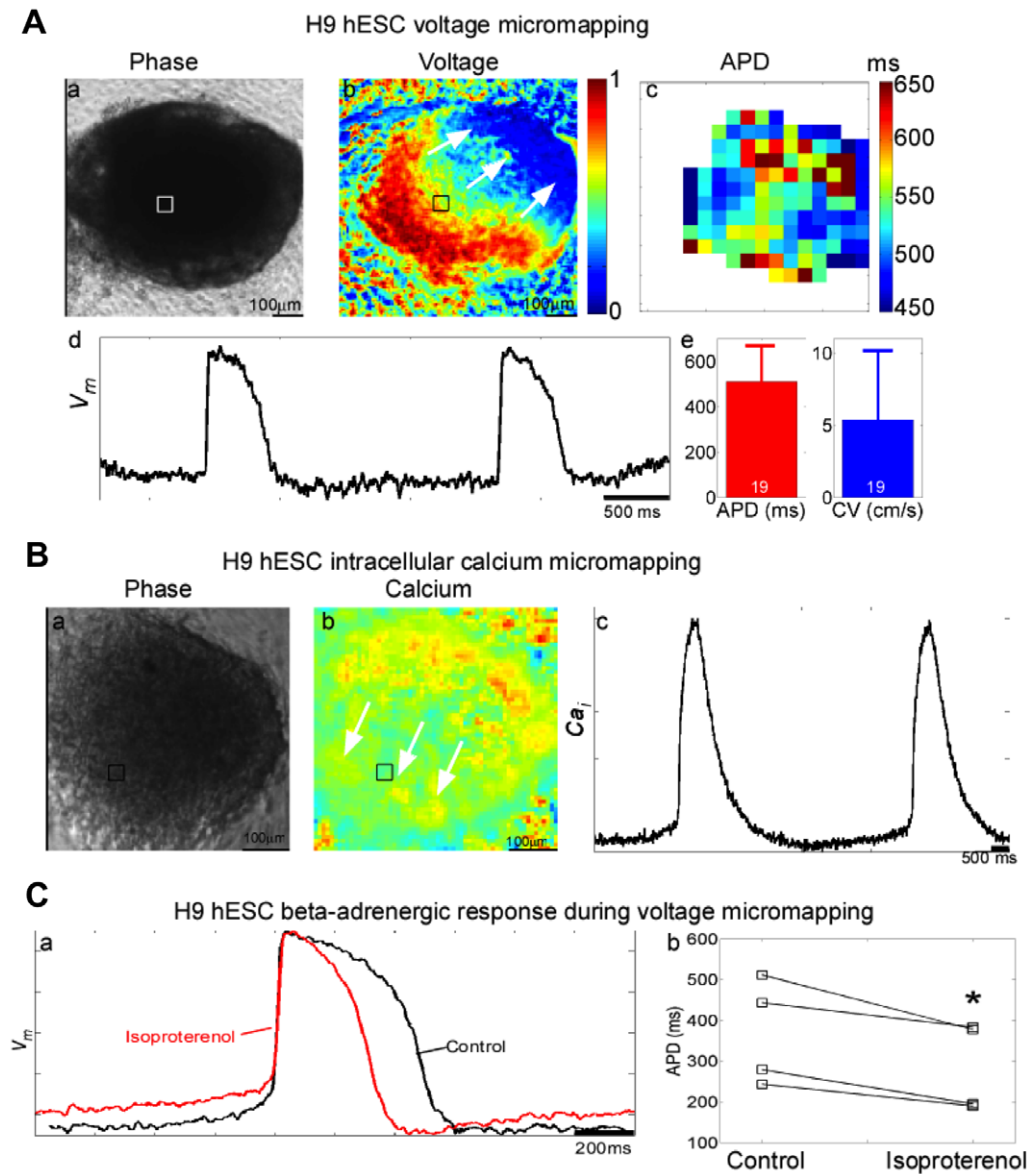 A
H9 hESC voltage micromapping
Phase
Voltage
APD
ms
a
b
c
1
0
650
600
550
500
450
100µm
100µm
d
e
Vm
500 ms
600
400
200
0
19
APD (ms)
10
5
0
19
CV (cm/s)
B
H9 hESC intracellular calcium micromapping
Phase
Calcium
a
b
c
100µm
100µm
Cai
500 ms
C
H9 hESC beta-adrenergic response during voltage micromapping
a
b
Vm
Isoproterenol
Control
200ms
APD (ms)
600
500
400
300
200
100
*
Control
Isoproterenol